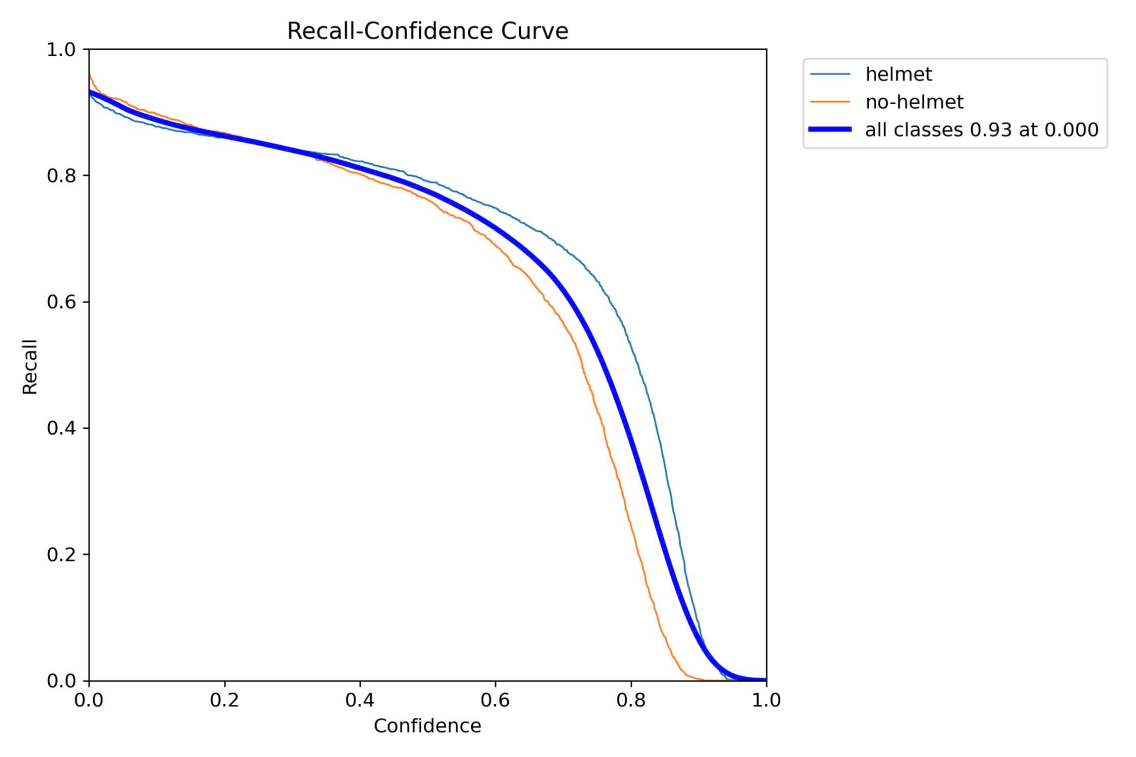 Recall-Confidence Curve
1.0
0.8
0.6
0.4
0.2
0.0
Recall
0.0 0.2 0.4 0.6 0.8 1.0
Confidence
helmet
no-helmet
all classes 0.93 at 0.000